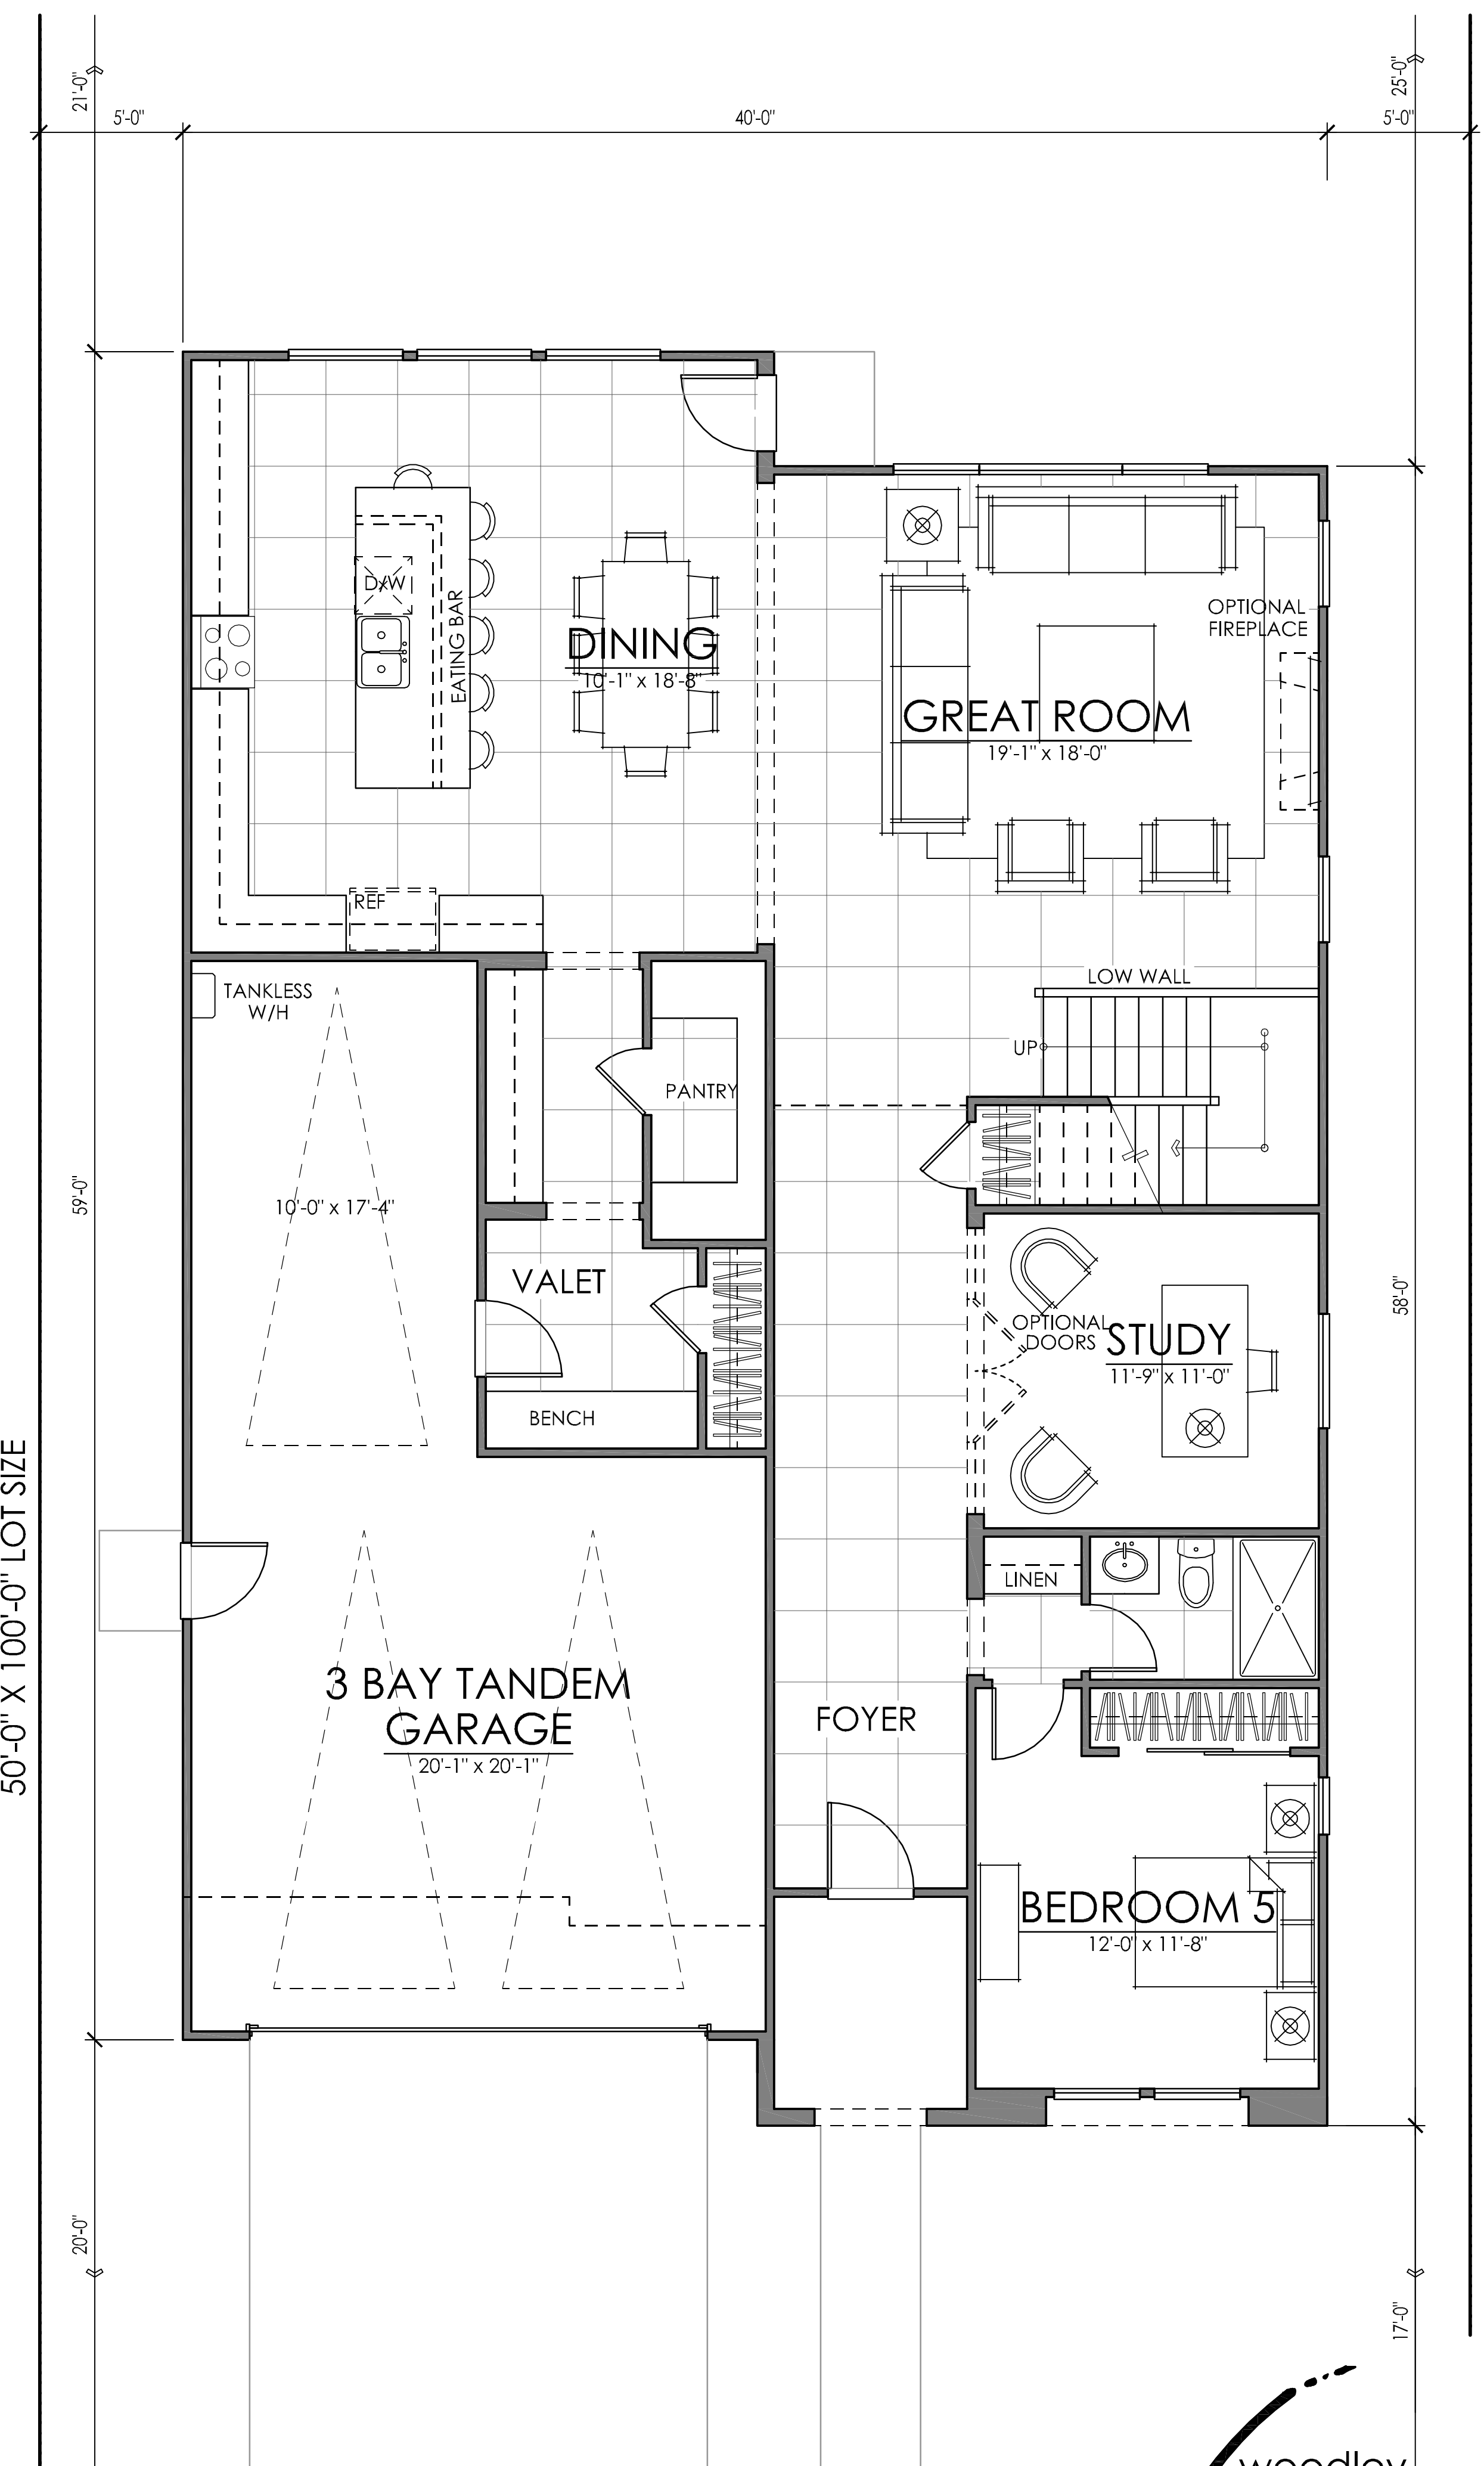 21'-0"
25'-0"
5'-0"
40'-0"
5'-0"
D/W
EATING BAR
DINING
10'-1" x 18'-8"
OPTIONAL
FIREPLACE
GREAT ROOM
19'-1" x 18'-0"
REF
TANKLESS
W/H
LOW WALL
UP
PANTRY
59'-0"
10'-0" x 17'-4"
VALET
58'-0"
OPTIONAL
DOORS
STUDY
11'-9" x 11'-0"
BENCH
50'-0" X 100'-0" LOT SIZE
LINEN
3 BAY TANDEM
GARAGE
20'-1" x 20'-1"
FOYER
BEDROOM 5
12'-0" x 11'-8"
20'-0"
17'-0"
woodley